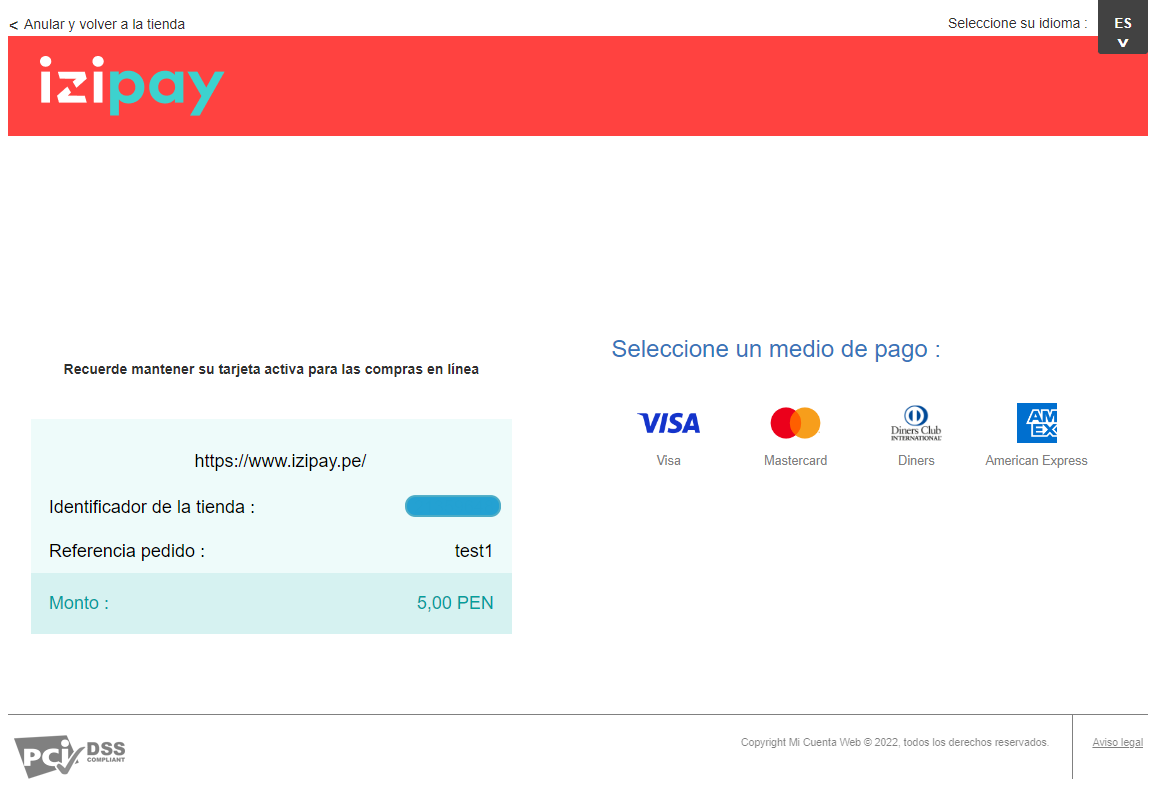 < Anular y volver a la tienda
Seleccione su idioma :
ES
v
izipay
Recuerde mantener su tarjeta activa para las compras en línea
https://www.izipay.pe/
Identificador de la tienda :
Referencia pedido : test1
Monto : 5,00 PEN
Seleccione un medio de pago :
VISA
Diners Club
INTERNATIONAL
AM
EX
Visa Mastercard Diners American Express
PCI DSS
COMPLIANT
Copyright Mi Cuenta Web © 2022, todos los derechos reservados.
Aviso legal